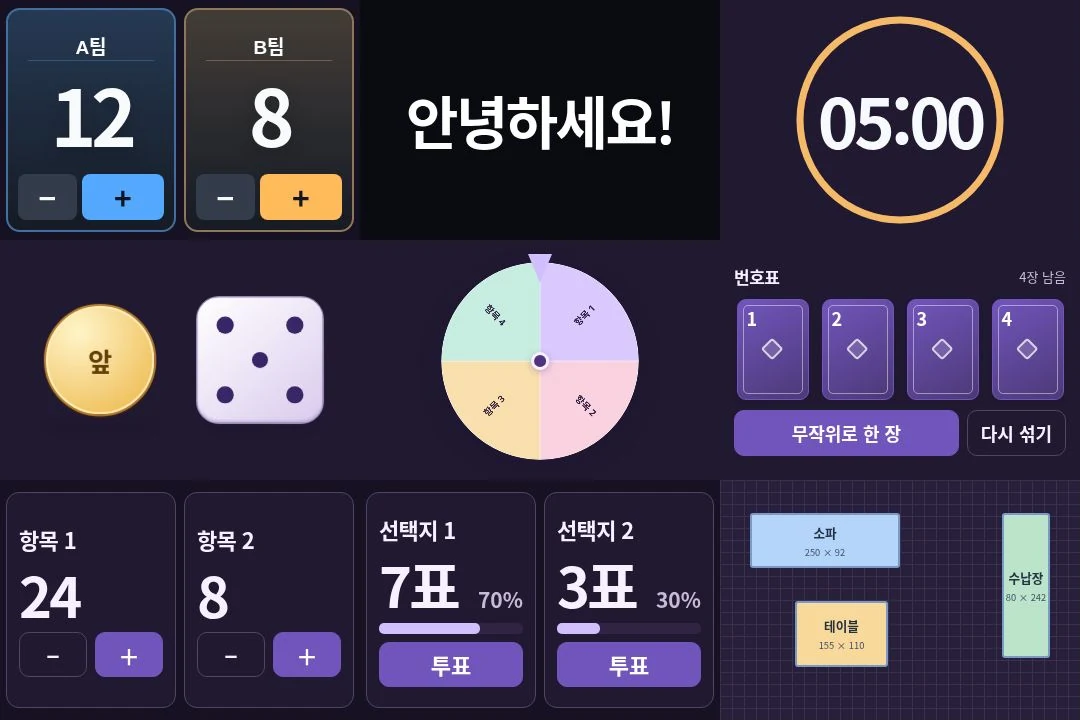 A팀
12
− +
B팀
8
− +
안녕하세요!
05:00
앞
항목 1
항목 2
항목 3
항목 4
번호표 4장 남음
1 2 3 4
무작위로 한 장 다시 섞기
항목 1
24
− +
항목 2
8
− +
선택지 1
7표 70%
투표
선택지 2
3표 30%
투표
소파
250 × 92
테이블
155 × 110
수납장
80 × 242